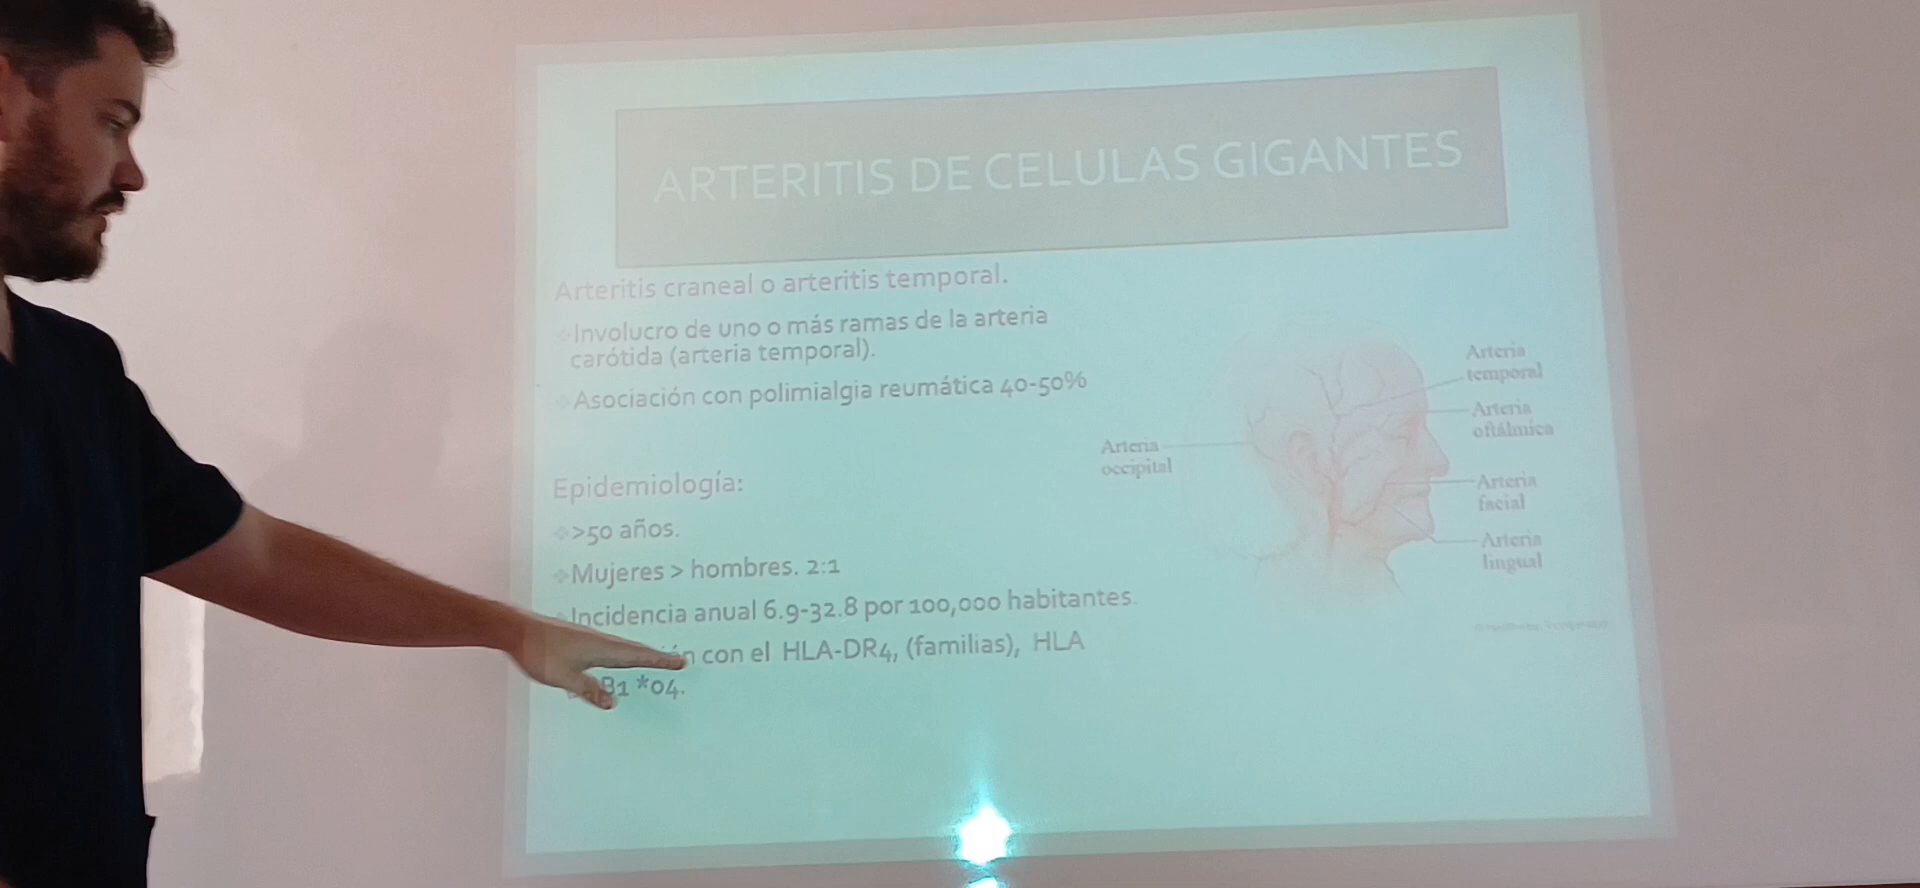 ARTERITIS DE CELULAS GIGANTES
Arteritis craneal o arteritis temporal.
Involucro de uno o más ramas de la arteria
carótida (arteria temporal).
Asociación con polimialgia reumática 40-50%
Epidemiología:
>50 años.
Mujeres > hombres. 2:1
Incidencia anual 6.9-32.8 por 100,000 habitantes.
con el HLA-DR4, (familias), HLA
B1 *04.
Arteria
occipital
Arteria
temporal
Arteria
oftálmica
Arteria
facial
Arteria
lingual